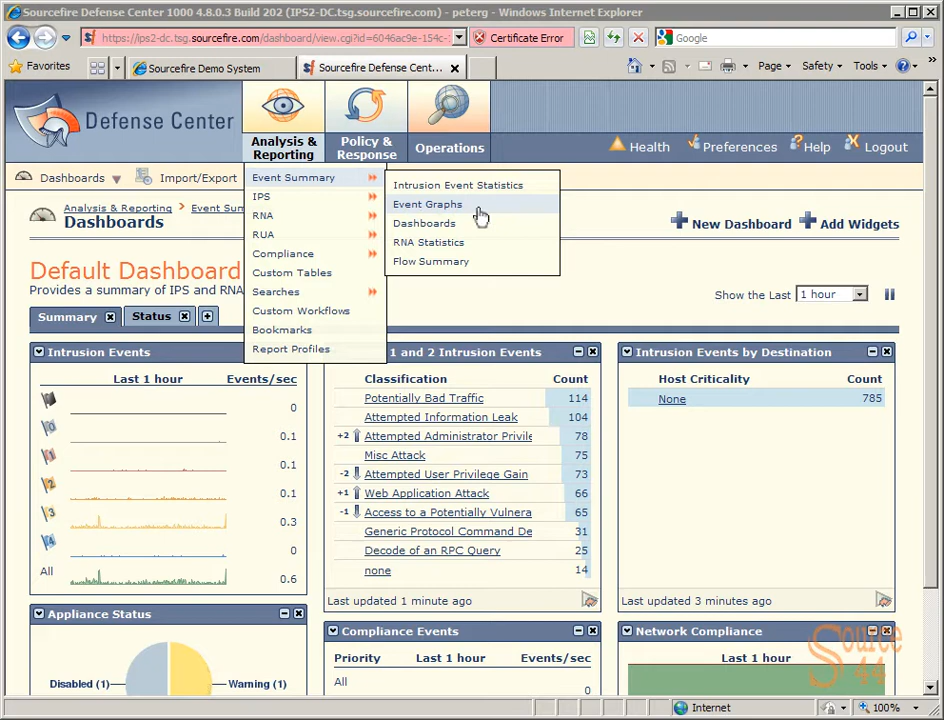 Sourcefire Defense Center 1000 4.8.0.3 Build 202 (IPS2-DC.tsg.sourcefire.com) - peterg - Windows Internet Explorer
https://ips2-dc.tsg.sourcefire.com/dashboard/view.cgi?id=6046ac9e-154c- Certificate Error Google
Favorites Sourcefire Demo System Sourcefire Defense Cent... Page Safety Tools
Defense Center
Analysis & Reporting
Policy & Response
Operations
Health Preferences Help Logout
Dashboards Import/Export
Analysis & Reporting Event Sum
Dashboards
New Dashboard Add Widgets
Event Summary
IPS
RNA
RUA
Compliance
Custom Tables
Searches
Custom Workflows
Bookmarks
Report Profiles
Intrusion Event Statistics
Event Graphs
Dashboards
RNA Statistics
Flow Summary
Default Dashboard
Provides a summary of IPS and RNA
Show the Last 1 hour
Summary Status
Intrusion Events
Last 1 hour Events/sec
0
0 0.1
1 0.1
2 0.1
3 0.3
4 0
All 0.6
1 and 2 Intrusion Events
Classification Count
Potentially Bad Traffic 114
Attempted Information Leak 104
+2 Attempted Administrator Privile 78
Misc Attack 75
-2 Attempted User Privilege Gain 73
+1 Web Application Attack 66
-1 Access to a Potentially Vulnera 65
Generic Protocol Command De 31
Decode of an RPC Query 25
none 14
Last updated 1 minute ago
Intrusion Events by Destination
Host Criticality Count
None 785
Last updated 3 minutes ago
Appliance Status
Disabled (1) Warning (1)
Compliance Events
Priority Last 1 hour Events/sec
All 0
Network Compliance
Last 1 hour
Source
44
Internet 100%